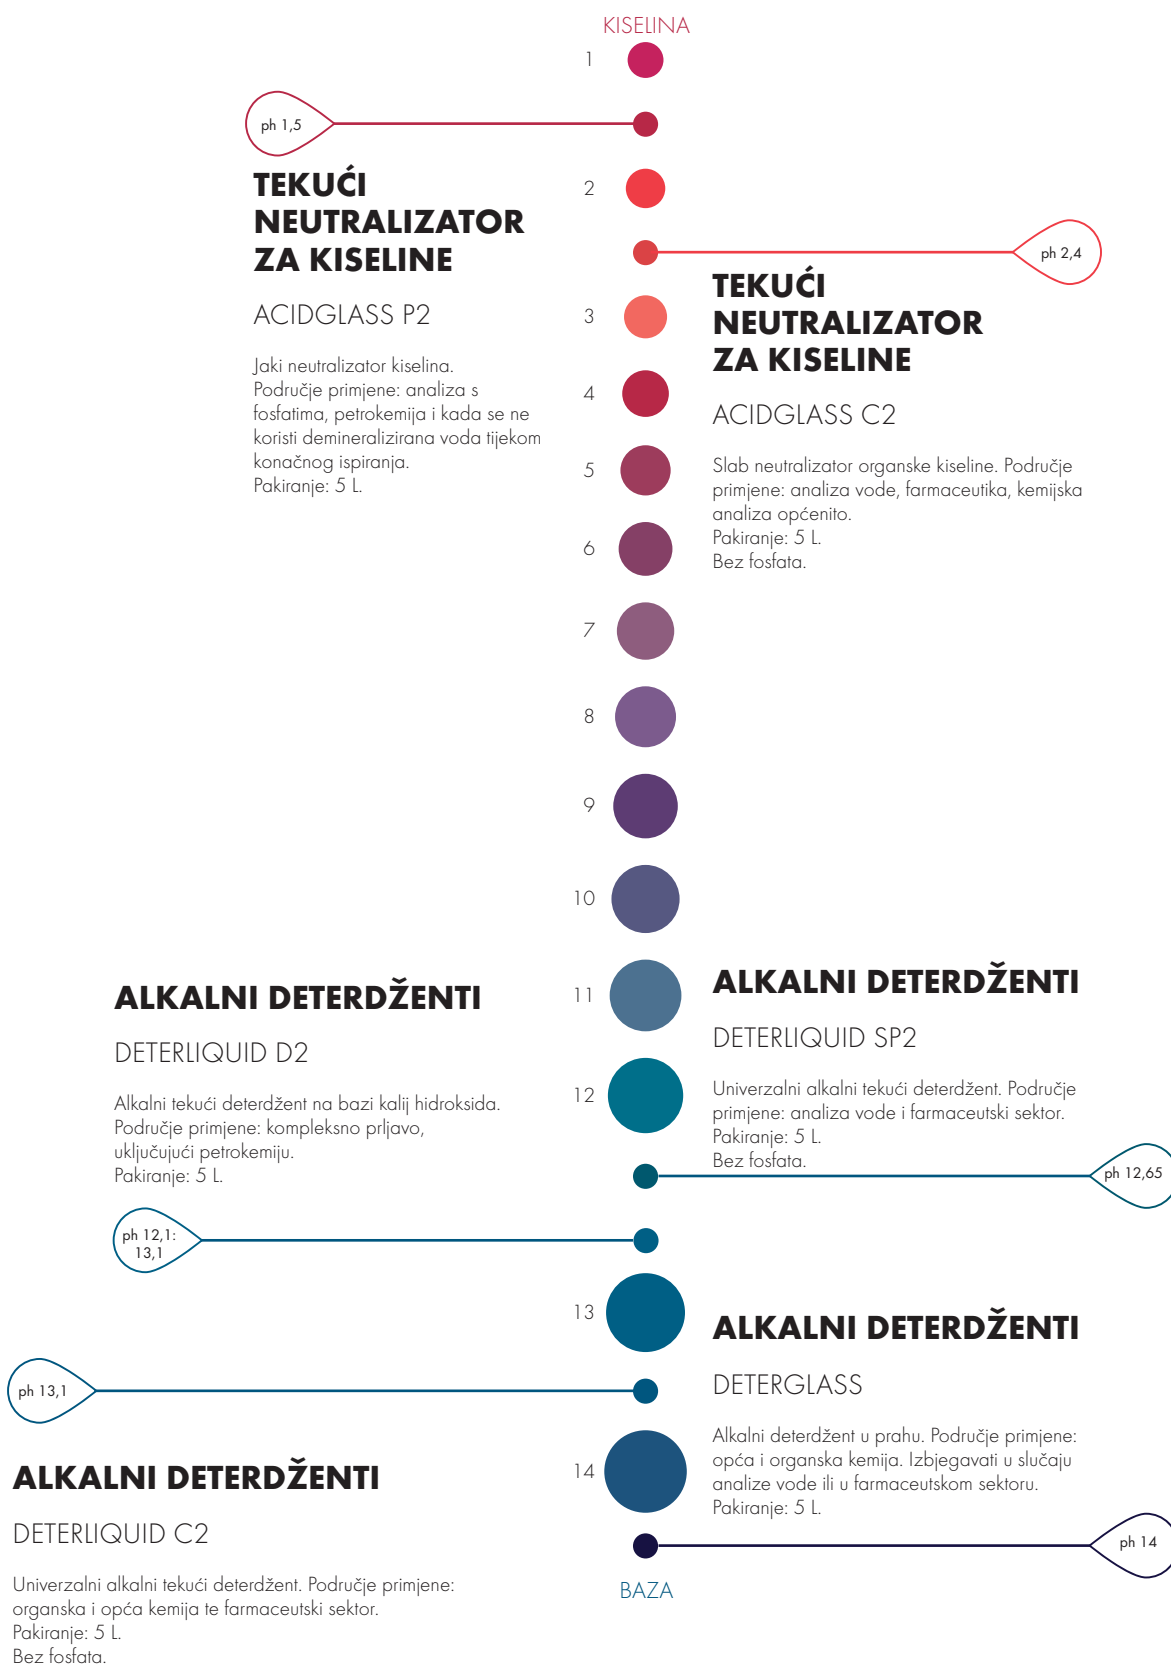 KISELINA
1
ph 1,5
TEKUĆI
NEUTRALIZATOR
ZA KISELINE
ACIDGLASS P2
Jaki neutralizator kiselina.
Područje primjene: analiza s
fosfatima, petrokemija i kada se ne
koristi demineralizirana voda tijekom
konačnog ispiranja.
Pakiranje: 5 L.
2
ph 2,4
TEKUĆI
NEUTRALIZATOR
ZA KISELINE
ACIDGLASS C2
Slab neutralizator organske kiseline. Područje
primjene: analiza vode, farmaceutika, kemijska
analiza općenito.
Pakiranje: 5 L.
Bez fosfata.
3
4
5
6
7
8
9
10
11
12
ALKALNI DETERDŽENTI
DETERLIQUID D2
Alkalni tekući deterdžent na bazi kalij hidroksida.
Područje primjene: kompleksno prljavo,
uključujući petrokemiju.
Pakiranje: 5 L.
ph 12,1:
13,1
ALKALNI DETERDŽENTI
DETERLIQUID SP2
Univerzalni alkalni tekući deterdžent. Područje
primjene: analiza vode i farmaceutski sektor.
Pakiranje: 5 L.
Bez fosfata.
ph 12,65
13
ph 13,1
ALKALNI DETERDŽENTI
DETERLIQUID C2
Univerzalni alkalni tekući deterdžent. Područje primjene:
organska i opća kemija te farmaceutski sektor.
Pakiranje: 5 L.
Bez fosfata.
ALKALNI DETERDŽENTI
DETERGLASS
Alkalni deterdžent u prahu. Područje primjene:
opća i organska kemija. Izbjegavati u slučaju
analize vode ili u farmaceutskom sektoru.
Pakiranje: 5 L.
14
ph 14
BAZA